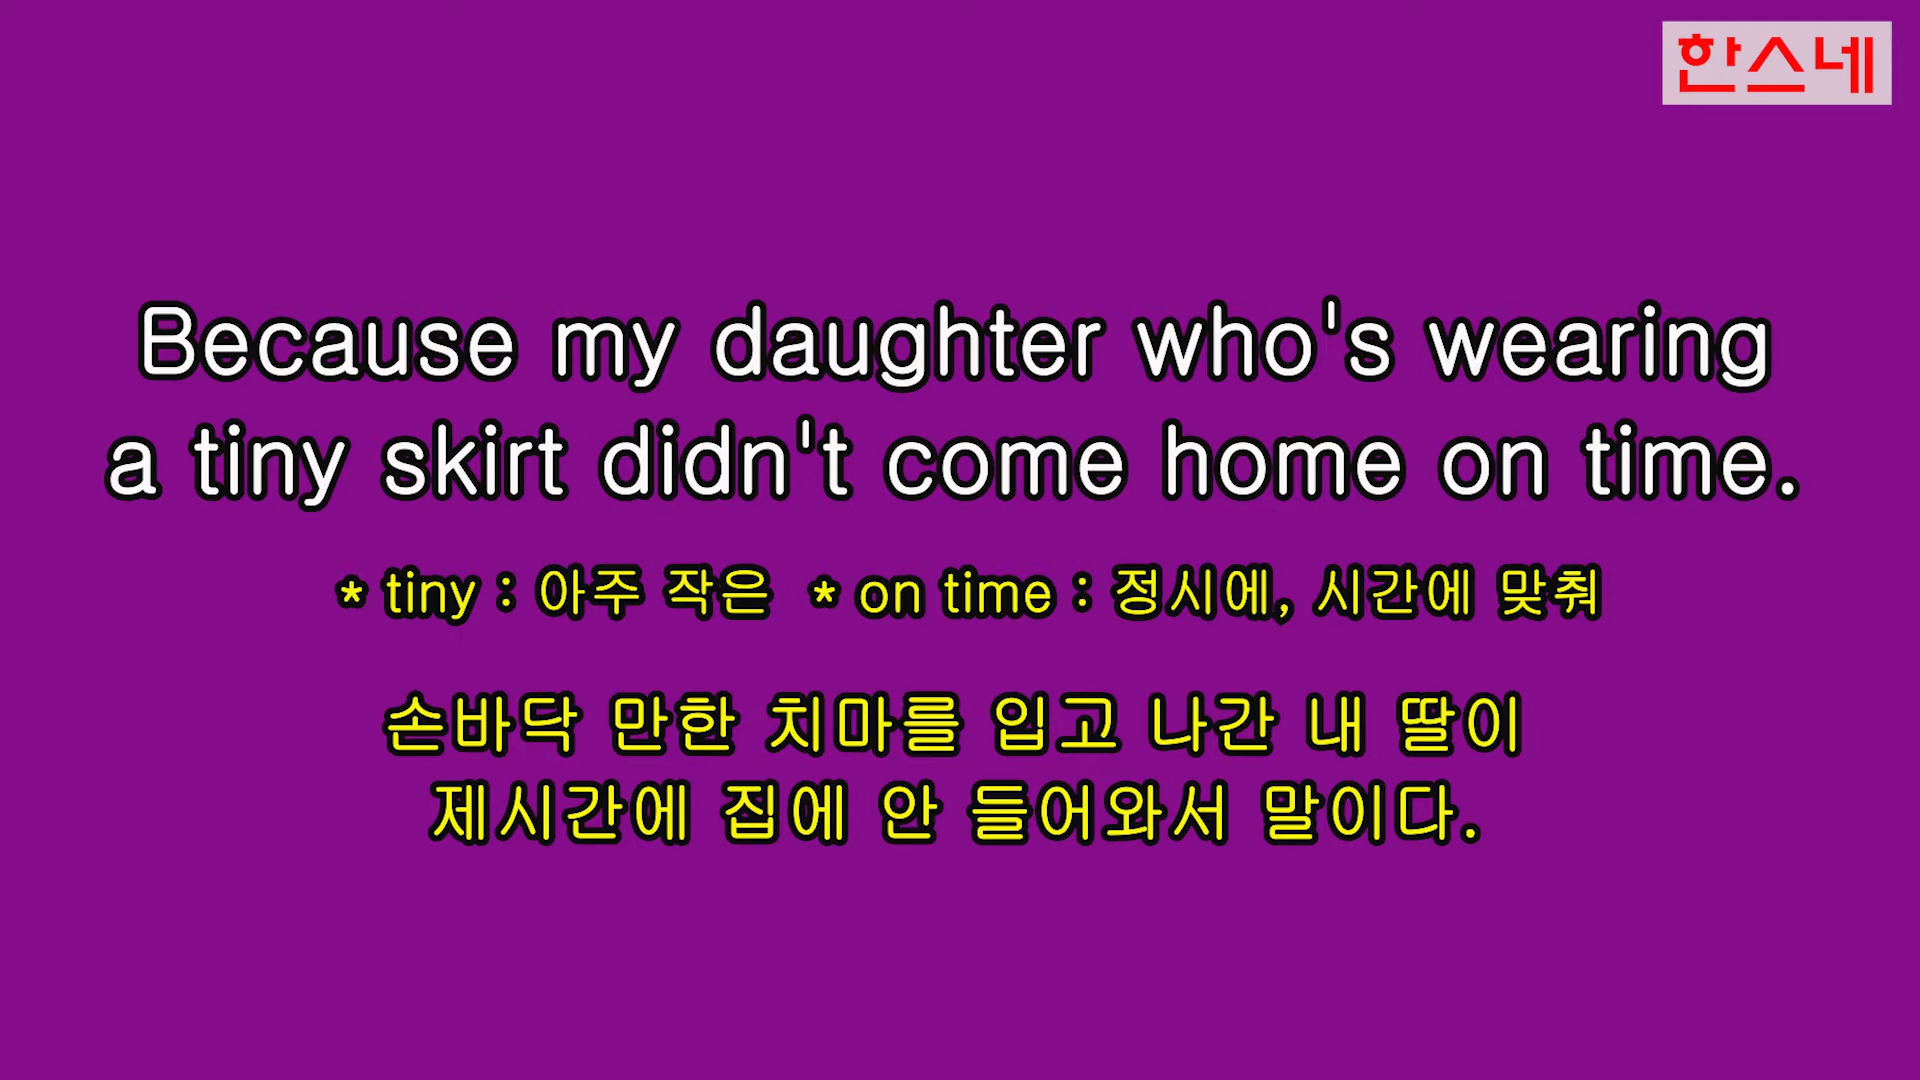 한스네
Because my daughter who's wearing
a tiny skirt didn't come home on time.
* tiny : 아주 작은  * on time : 정시에, 시간에 맞춰
손바닥 만한 치마를 입고 나간 내 딸이
제시간에 집에 안 들어와서 말이다.